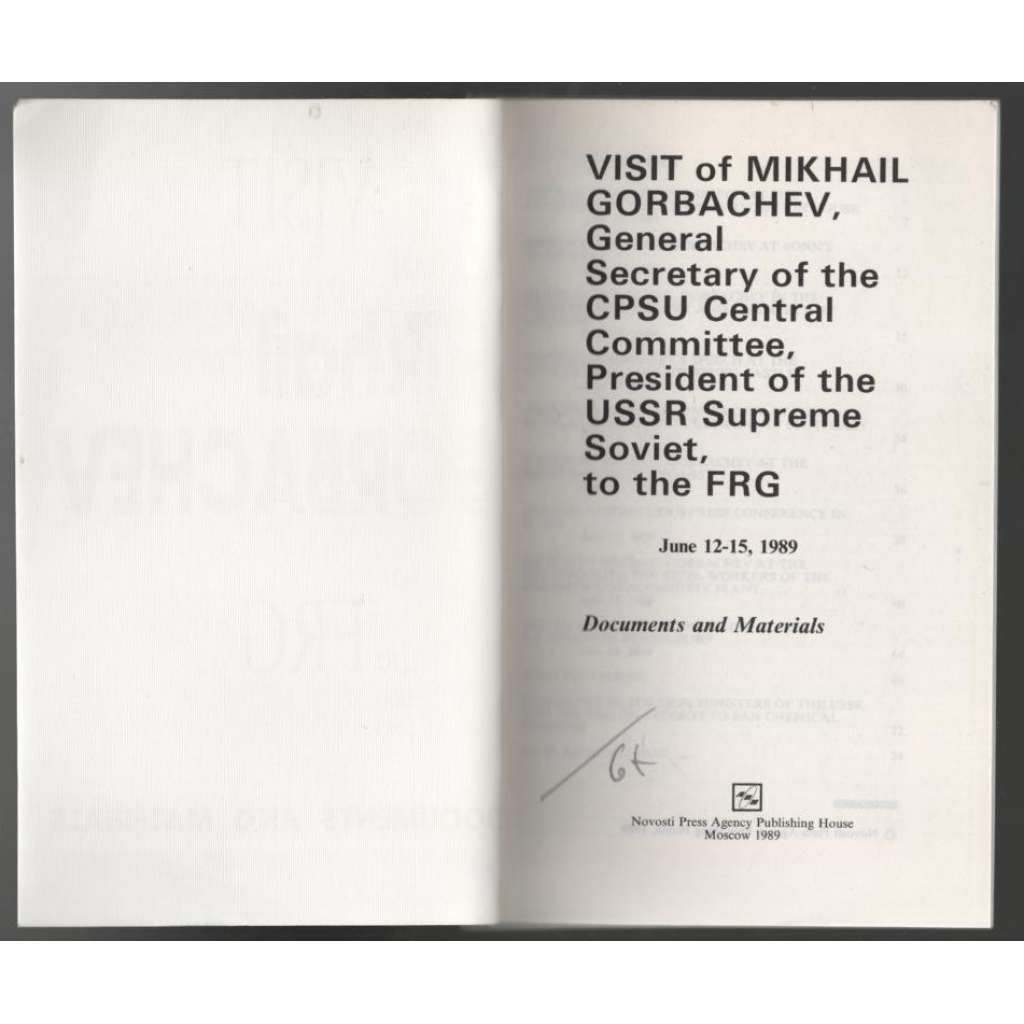 VISIT of MIKHAIL
GORBACHEV,
General
Secretary of the
CPSU Central
Committee,
President of the
USSR Supreme
Soviet,
to the FRG
June 12-15, 1989
Documents and Materials
Novosti Press Agency Publishing House
Moscow 1989